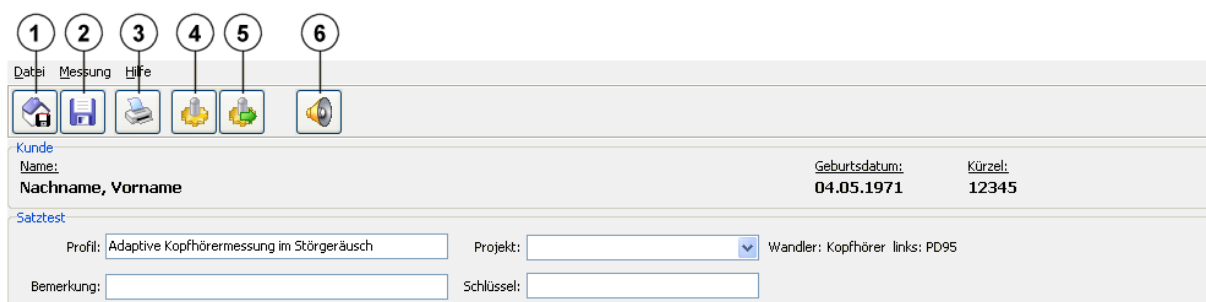 1 2 3 4 5 6
Datei Messung Hilfe
Kunde
Name: Geburtsdatum: Kürzel:
Nachname, Vorname 04.05.1971 12345
Satztest
Profil: Adaptive Kopfhörermessung im Störgeräusch Projekt: Wandler: Kopfhörer links: PD95
Bemerkung: Schlüssel: